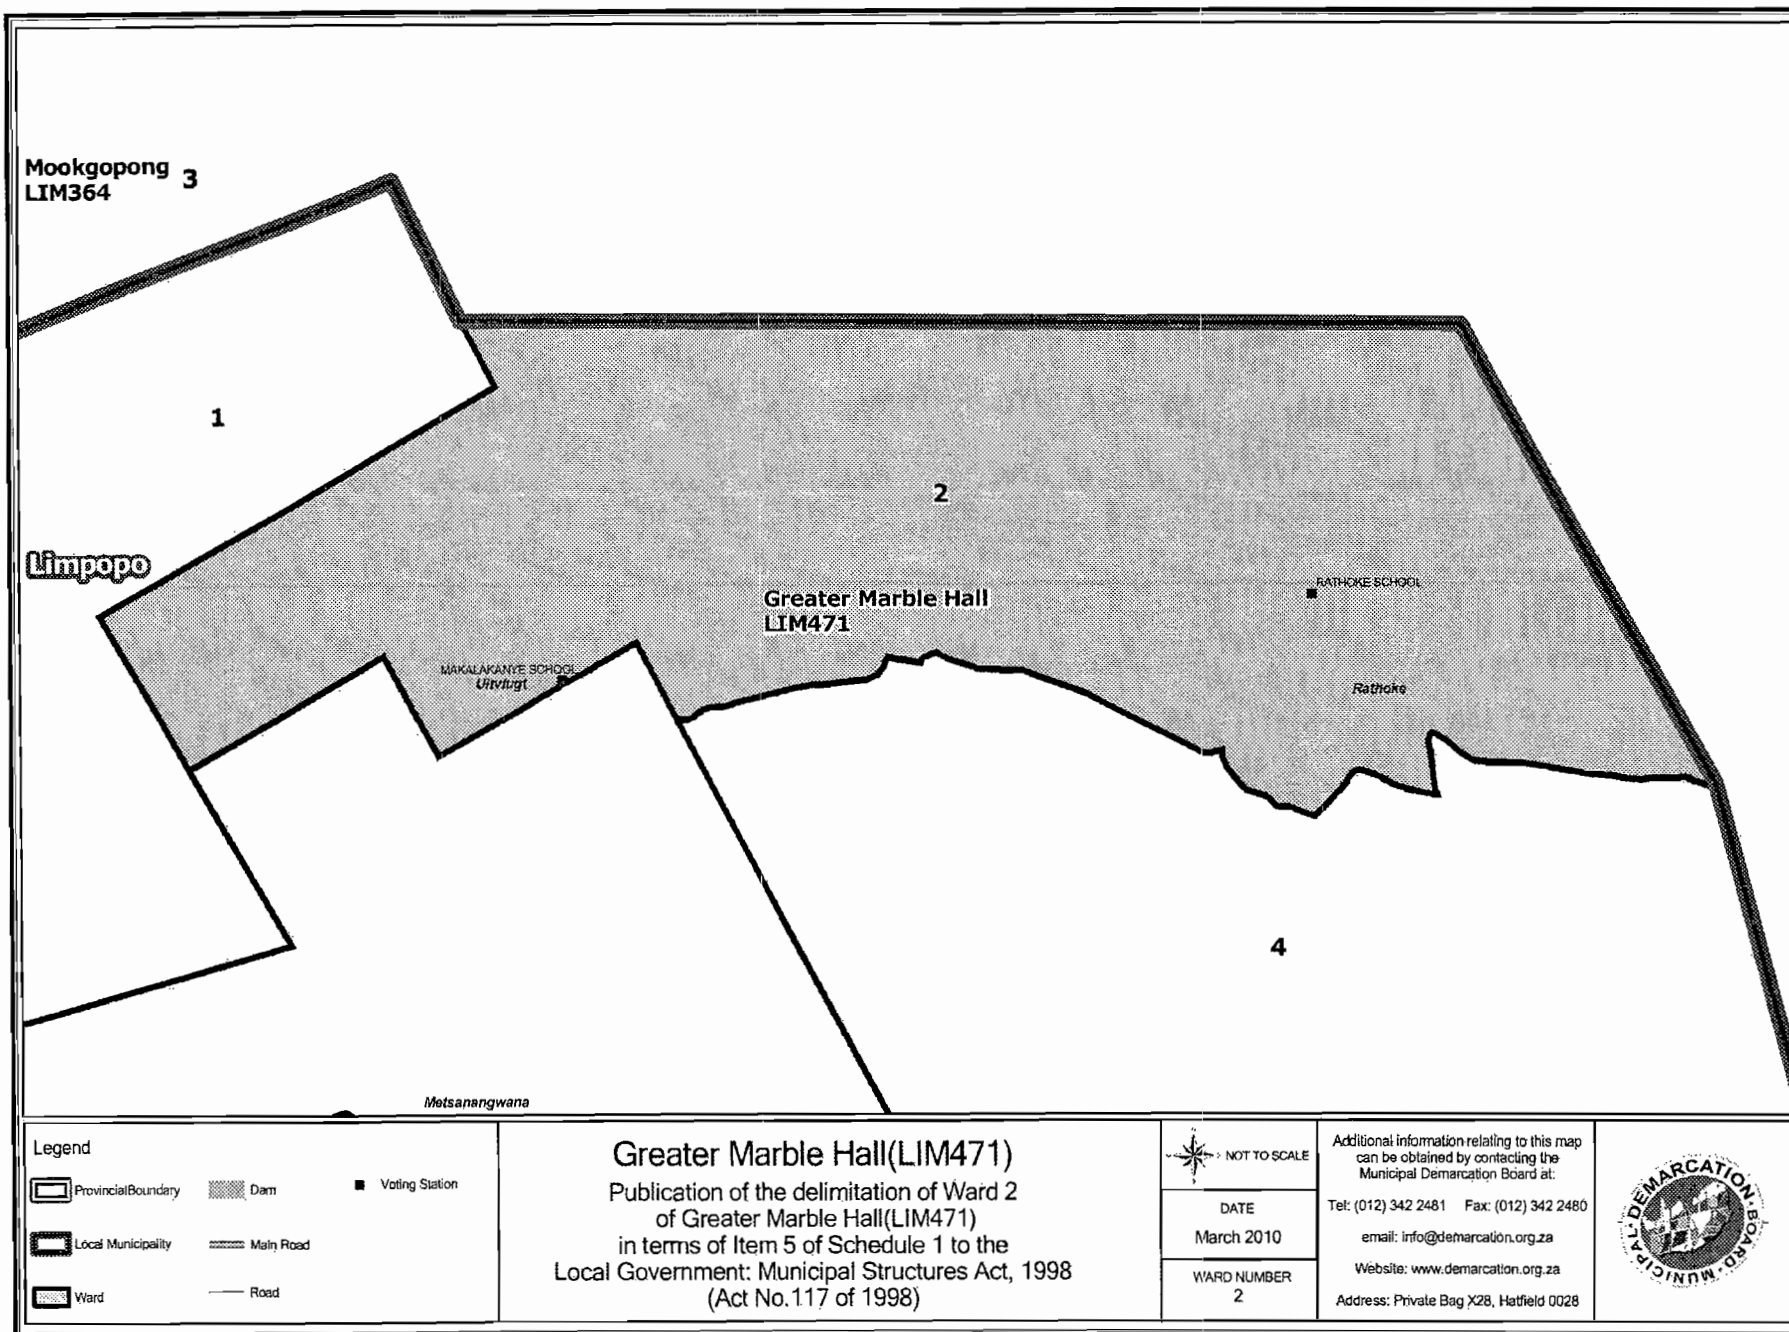 Mookgopong
LIM364
3
1
2
Limpopo
RATHOKE SCHOOL
Greater Marble Hall
LIM471
MAKALAKANYE SCHOOL
Uitvlugt
Rathoke
4
Metsanangwana
Legend
ProvincialBoundary
Dam
Voting Station
Local Municipality
Main Road
Ward
Road
Greater Marble Hall(LIM471)
Publication of the delimitation of Ward 2
of Greater Marble Hall(LIM471)
in terms of Item 5 of Schedule 1 to the
Local Government: Municipal Structures Act, 1998
(Act No.117 of 1998)
NOT TO SCALE
DATE
March 2010
WARD NUMBER
2
Additional information relating to this map
can be obtained by contacting the
Municipal Demarcation Board at:
Tel: (012) 342 2481 Fax: (012) 342 2480
email: info@demarcation.org.za
Website: www.demarcation.org.za
Address: Private Bag X28, Hatfield 0028
MUNICIPAL DEMARCATION BOARD